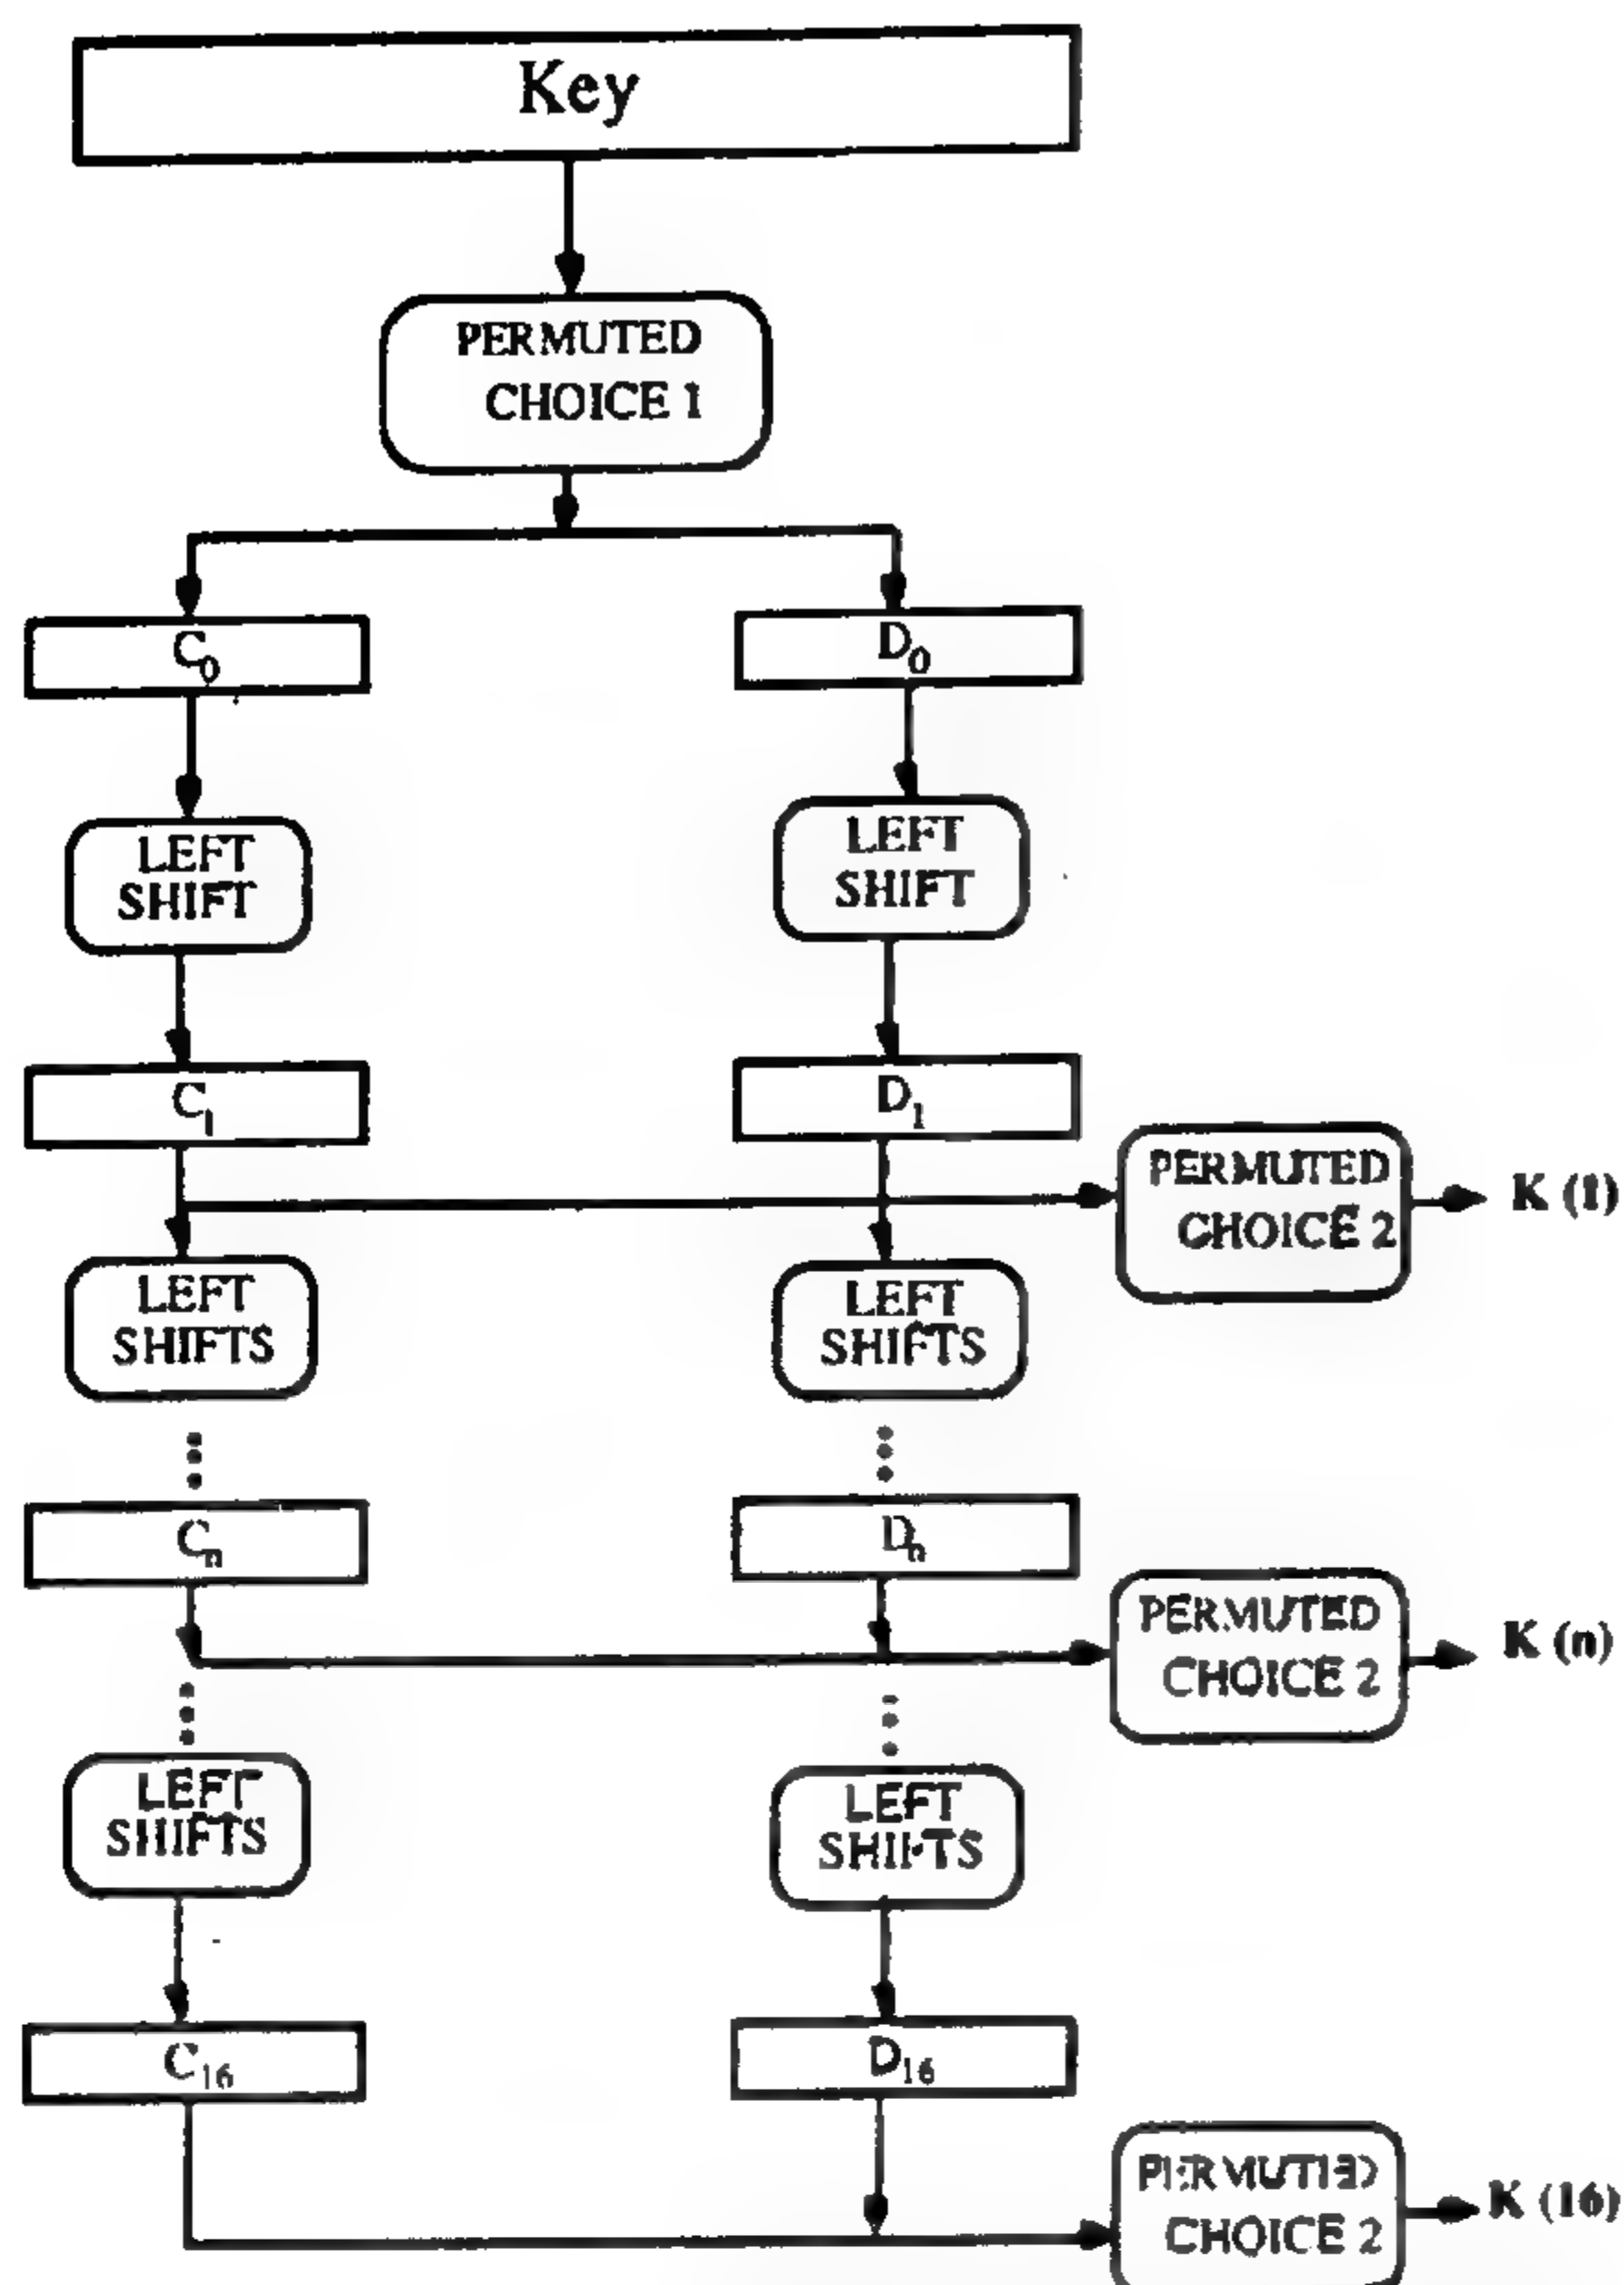 Key
PERMUTED
CHOICE 1
C₀
D₀
LEFT
SHIFT
LEFT
SHIFT
C₁
D₁
PERMUTED
CHOICE 2
K (1)
LEFT
SHIFTS
LEFT
SHIFTS
Cₙ
Dₙ
PERMUTED
CHOICE 2
K (n)
LEFT
SHIFTS
LEFT
SHIFTS
C₁₆
D₁₆
PERMUTED
CHOICE 2
K (16)